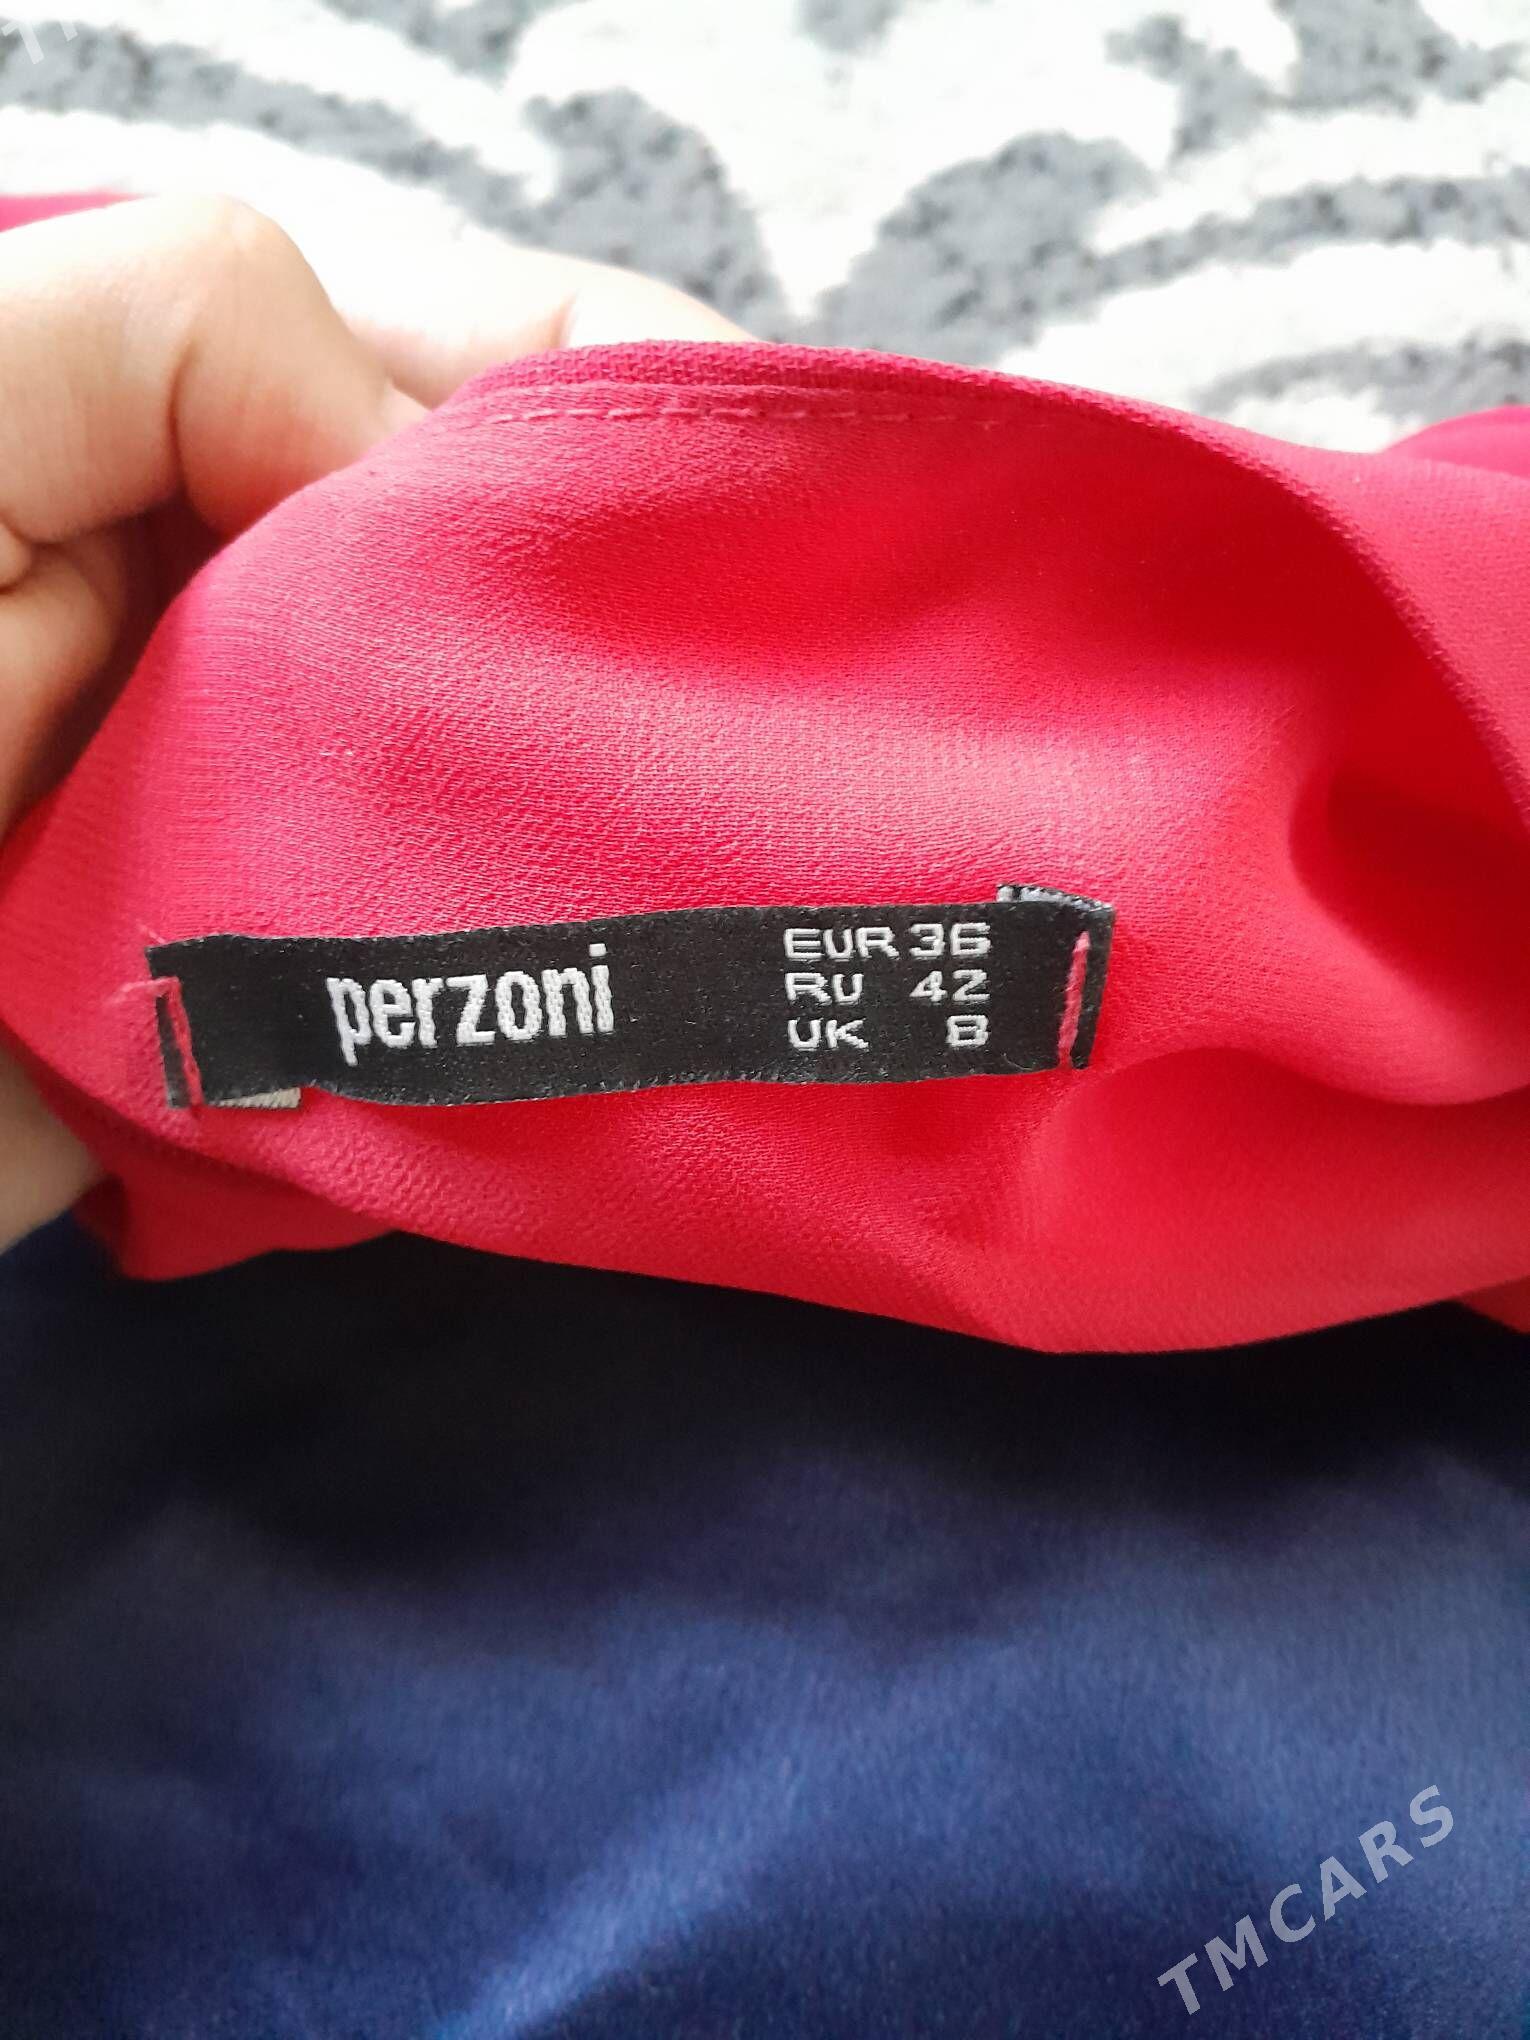 perzoni
EUR 36
RU 42
UK 8
TMCARS